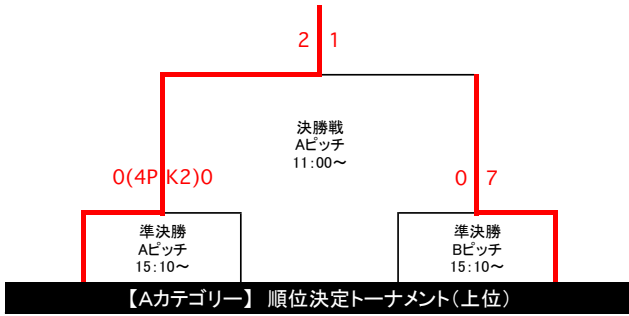 2 1
決勝戦
Aピッチ
11:00～
0(4PK2)0
0 7
準決勝
Aピッチ
15:10～
準決勝
Bピッチ
15:10～
【Aカテゴリー】 順位決定トーナメント（上位）